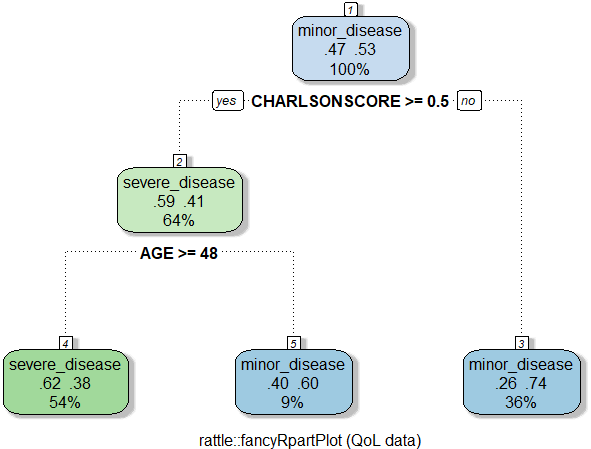 1
minor_disease
.47 .53
100%
yes CHARLSONSCORE >= 0.5 no
2
severe_disease
.59 .41
64%
AGE >= 48
4
severe_disease
.62 .38
54%
5
minor_disease
.40 .60
9%
3
minor_disease
.26 .74
36%
rattle::fancyRpartPlot (QoL data)